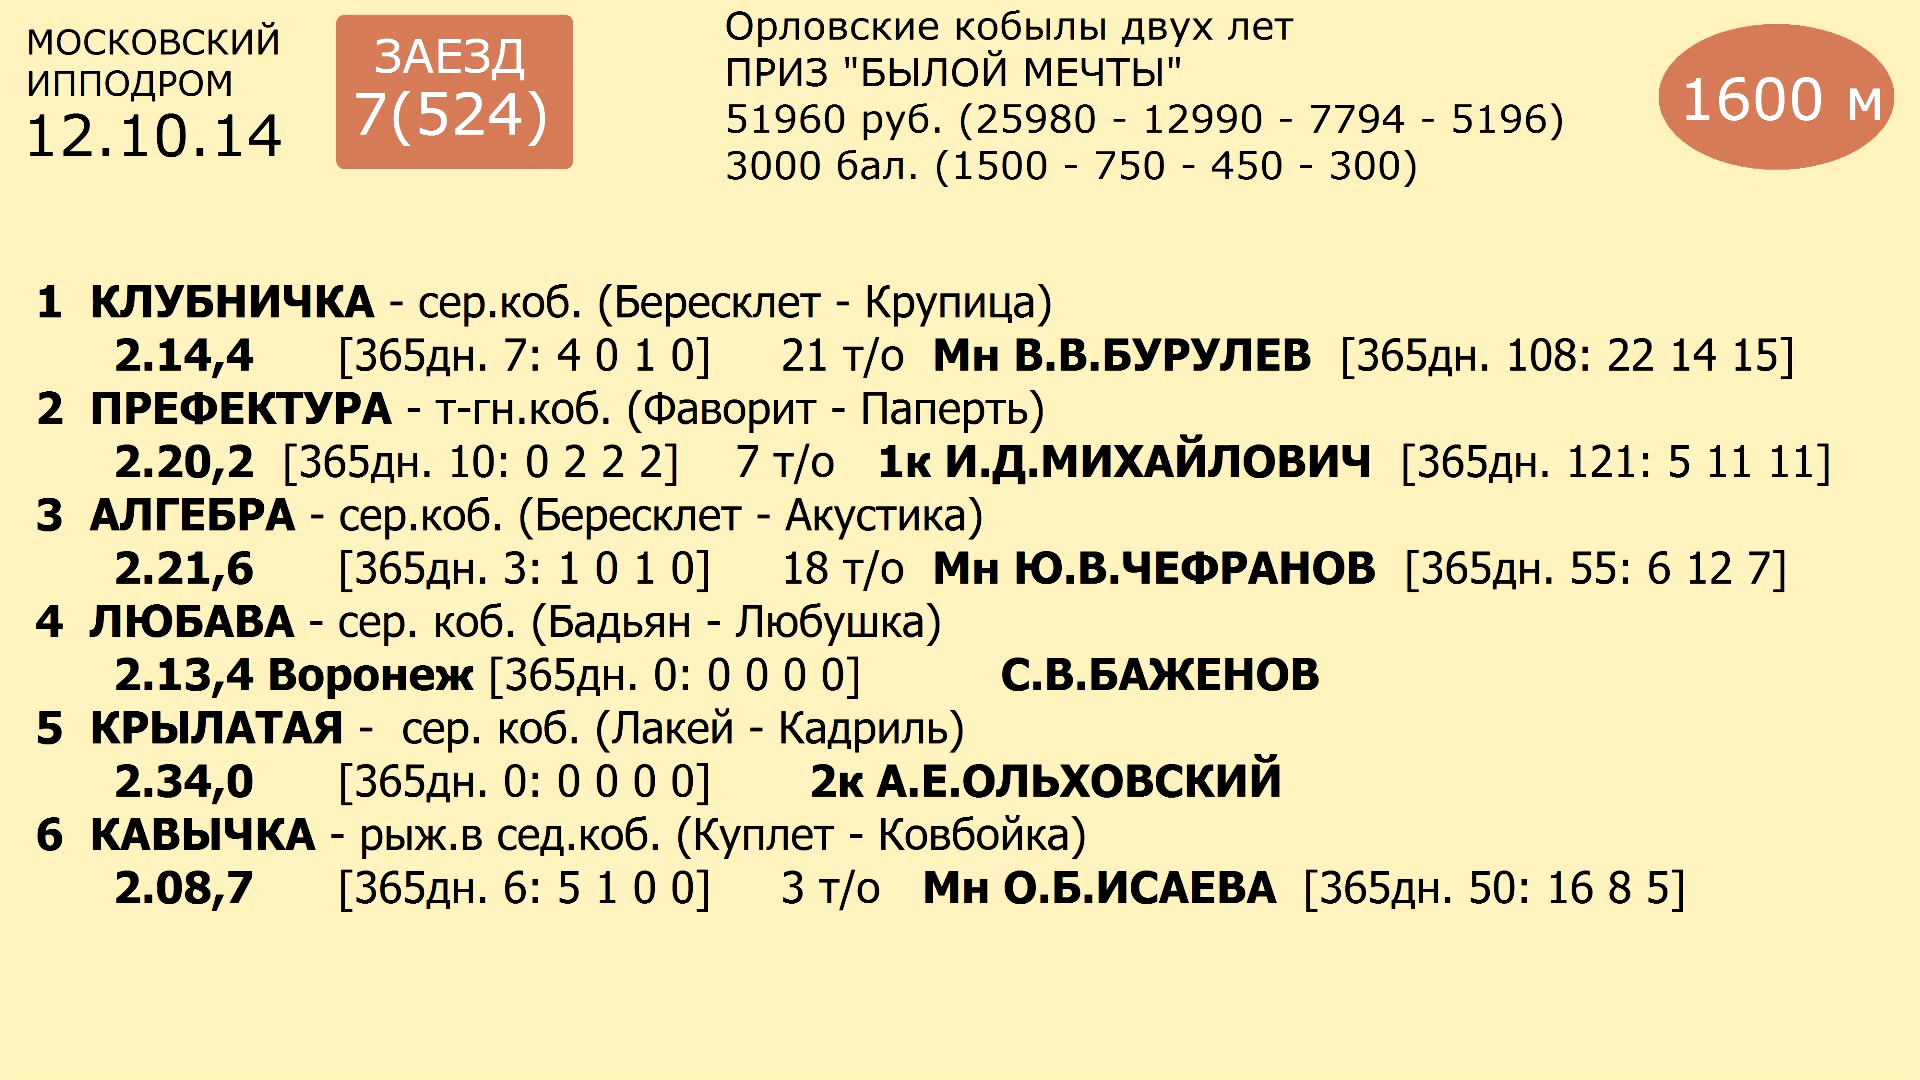 МОСКОВСКИЙ
ИППОДРОМ
12.10.14
ЗАЕЗД
7(524)
Орловские кобылы двух лет
ПРИЗ "БЫЛОЙ МЕЧТЫ"
51960 руб. (25980 - 12990 - 7794 - 5196)
3000 бал. (1500 - 750 - 450 - 300)
1600 м
1 КЛУБНИЧКА - сер.коб. (Бересклет - Крупица)
2.14,4 [365дн. 7: 4 0 1 0] 21 т/о Мн В.В.БУРУЛЕВ [365дн. 108: 22 14 15]
2 ПРЕФЕКТУРА - т-гн.коб. (Фаворит - Паперть)
2.20,2 [365дн. 10: 0 2 2 2] 7 т/о 1к И.Д.МИХАЙЛОВИЧ [365дн. 121: 5 11 11]
3 АЛГЕБРА - сер.коб. (Бересклет - Акустика)
2.21,6 [365дн. 3: 1 0 1 0] 18 т/о Мн Ю.В.ЧЕФРАНОВ [365дн. 55: 6 12 7]
4 ЛЮБАВА - сер. коб. (Бадьян - Любушка)
2.13,4 Воронеж [365дн. 0: 0 0 0 0] С.В.БАЖЕНОВ
5 КРЫЛАТАЯ - сер. коб. (Лакей - Кадриль)
2.34,0 [365дн. 0: 0 0 0 0] 2к А.Е.ОЛЬХОВСКИЙ
6 КАВЫЧКА - рыж.в сед.коб. (Куплет - Ковбойка)
2.08,7 [365дн. 6: 5 1 0 0] 3 т/о Мн О.Б.ИСАЕВА [365дн. 50: 16 8 5]